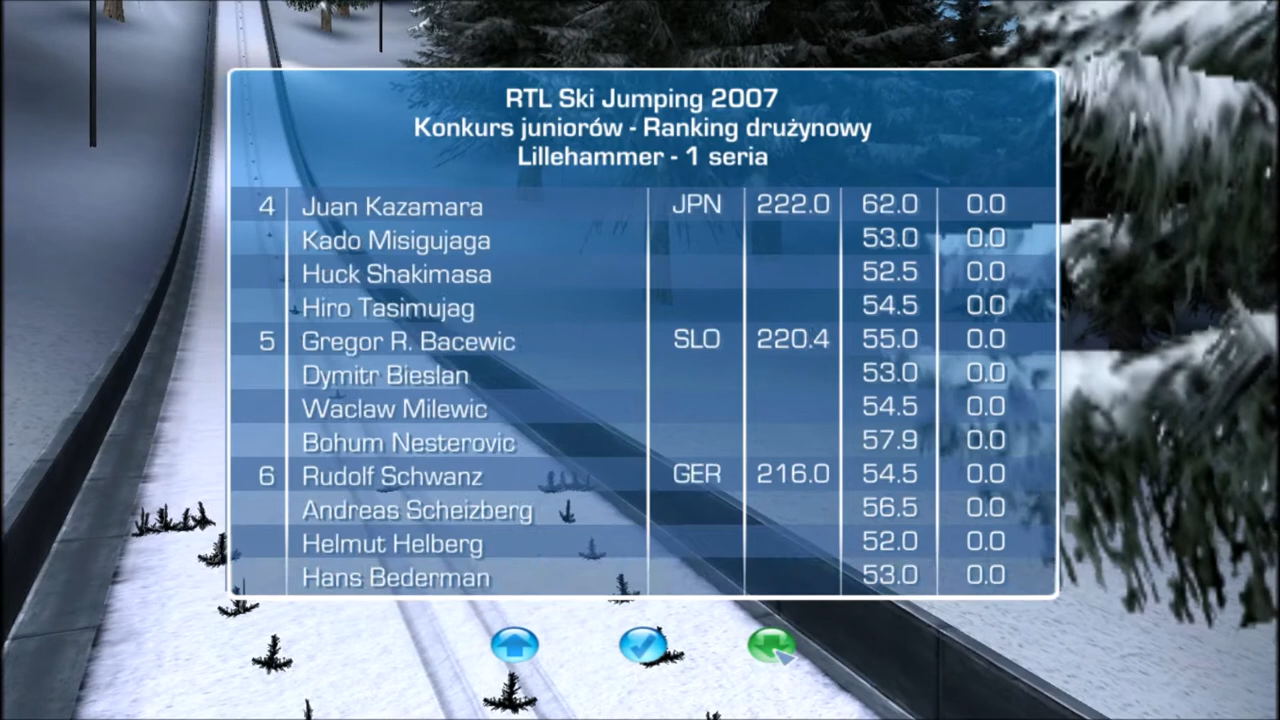 RTL Ski Jumping 2007
Konkurs juniorów - Ranking drużynowy
Lillehammer - 1 seria
4 Juan Kazamara JPN 222.0 62.0 0.0
Kado Misigujaga 53.0 0.0
Huck Shakimasa 52.5 0.0
Hiro Tasimujag 54.5 0.0
5 Gregor R. Bacewic SLO 220.4 55.0 0.0
Dymitr Bieslan 53.0 0.0
Waclaw Milewic 54.5 0.0
Bohum Nesterovic 57.9 0.0
6 Rudolf Schwanz GER 216.0 54.5 0.0
Andreas Scheizberg 56.5 0.0
Helmut Helberg 52.0 0.0
Hans Bederman 53.0 0.0